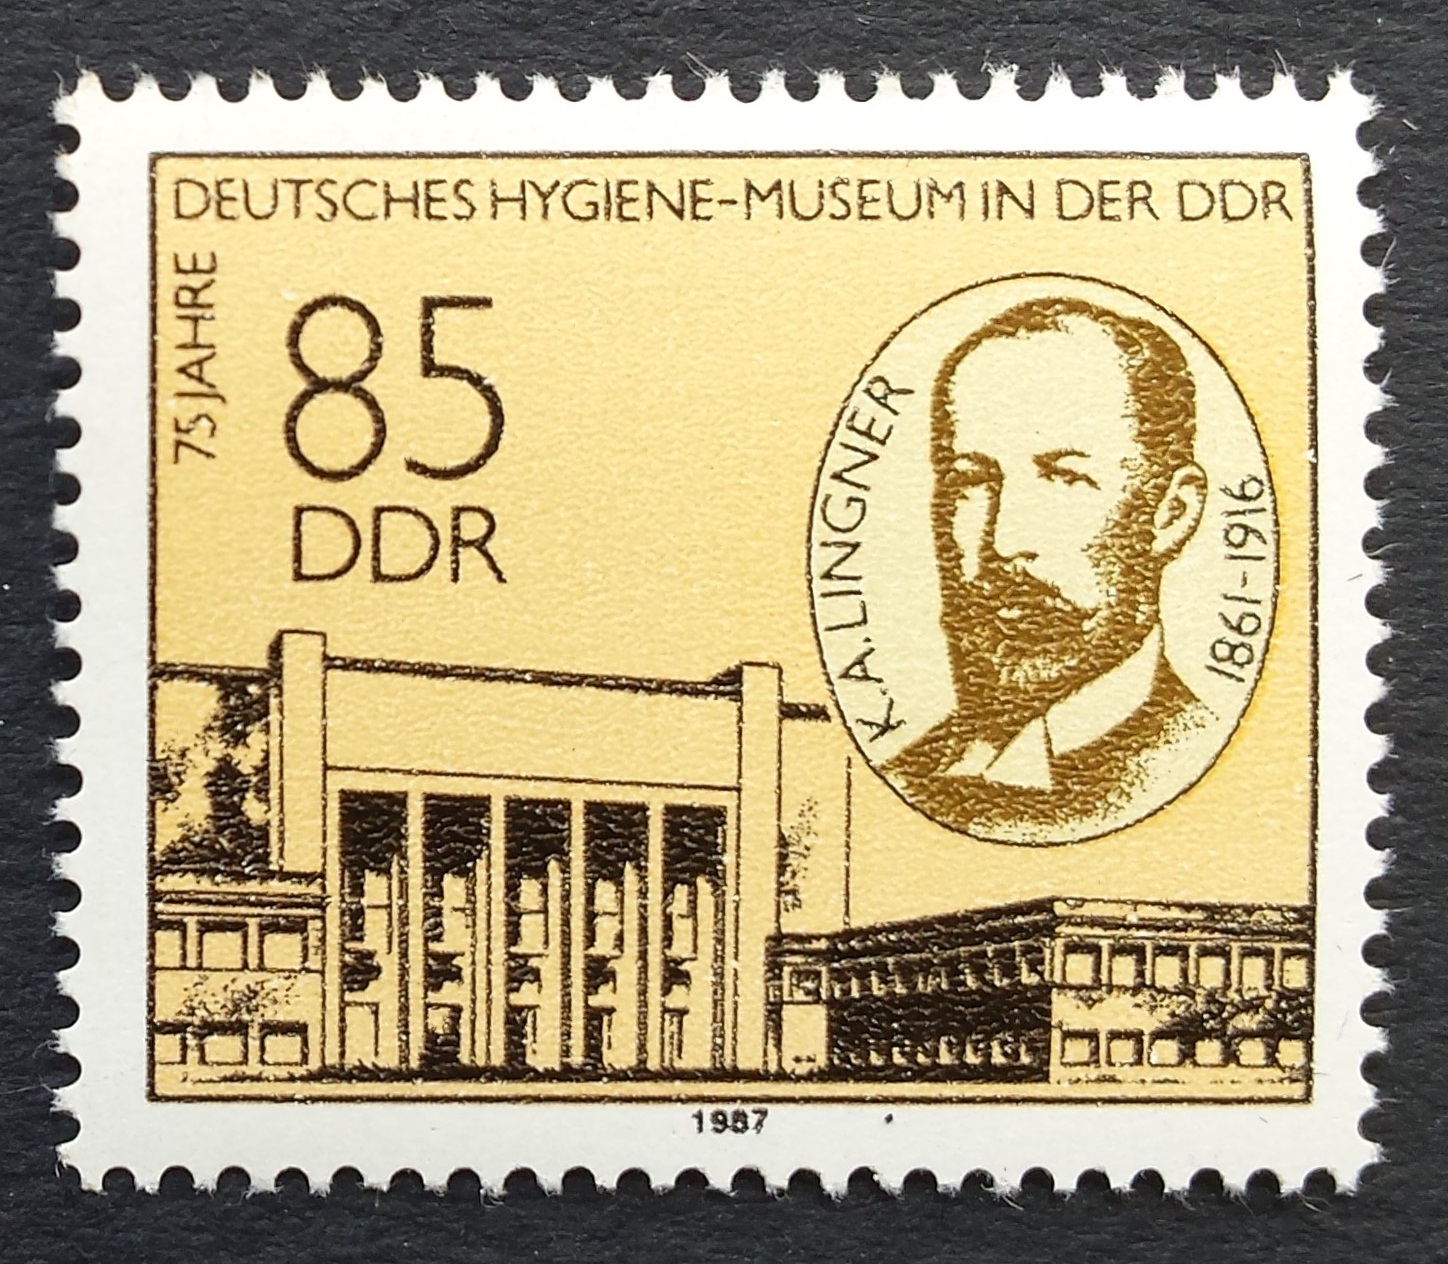 DEUTSCHES HYGIENE-MUSEUM IN DER DDR
75 JAHRE
85
DDR
K.A.LINGNER
1861-1916
1987